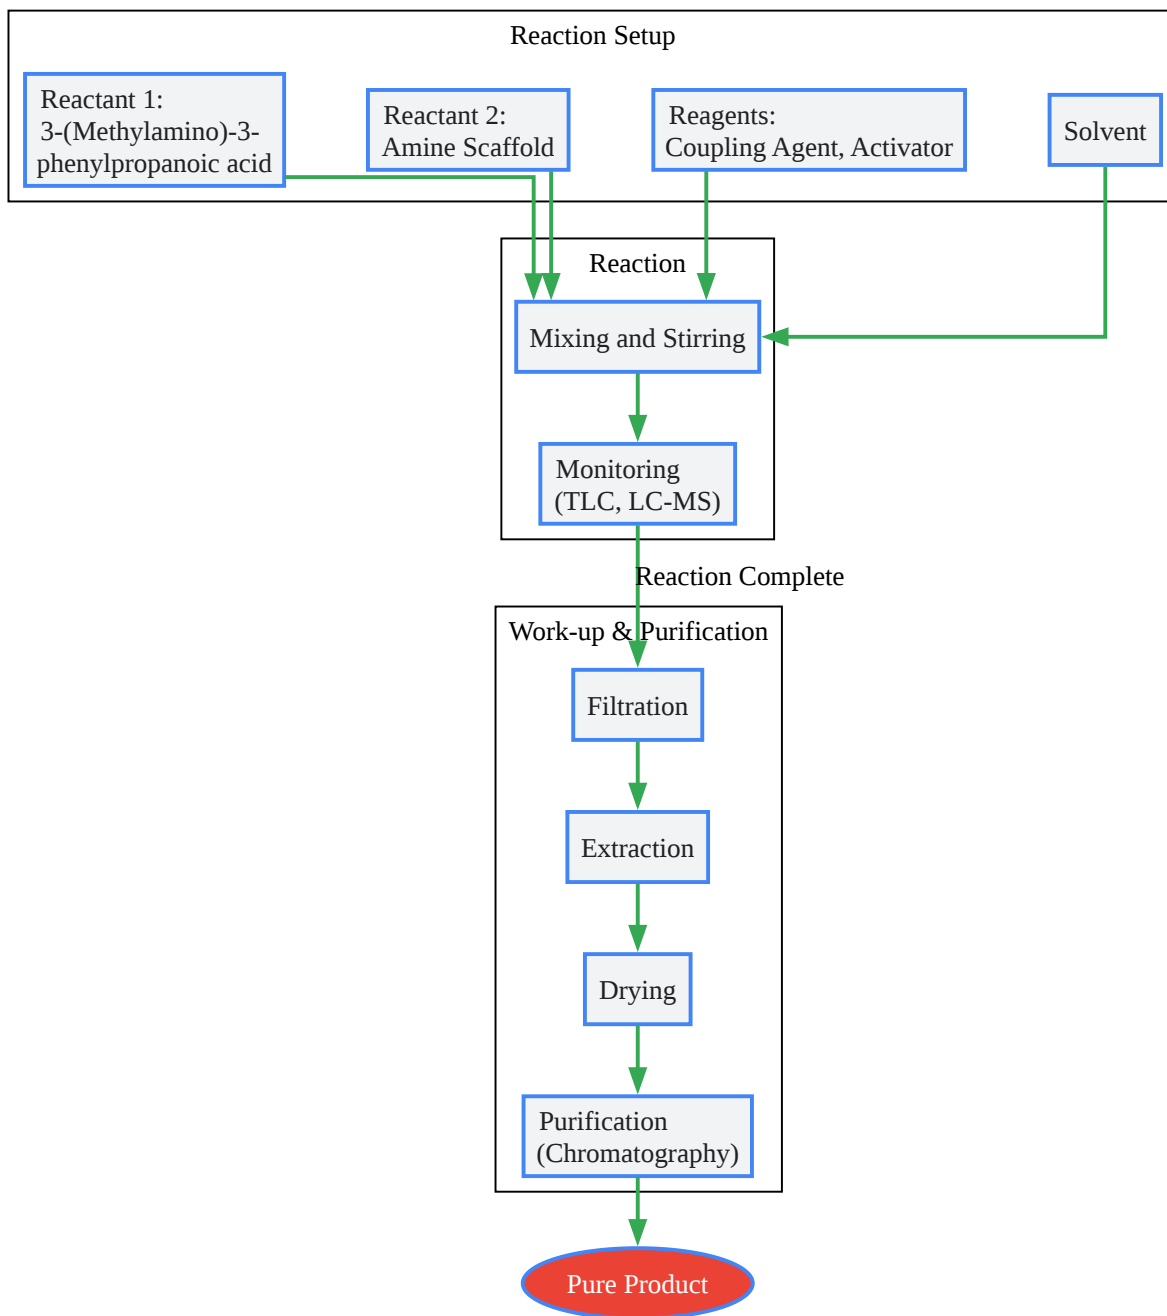 Reaction Setup
Reactant 1:
3-(Methylamino)-3-
phenylpropanoic acid
Reactant 2:
Amine Scaffold
Reagents:
Coupling Agent, Activator
Solvent
Reaction
Mixing and Stirring
Monitoring
(TLC, LC-MS)
Reaction Complete
Work-up & Purification
Filtration
Extraction
Drying
Purification
(Chromatography)
Pure Product